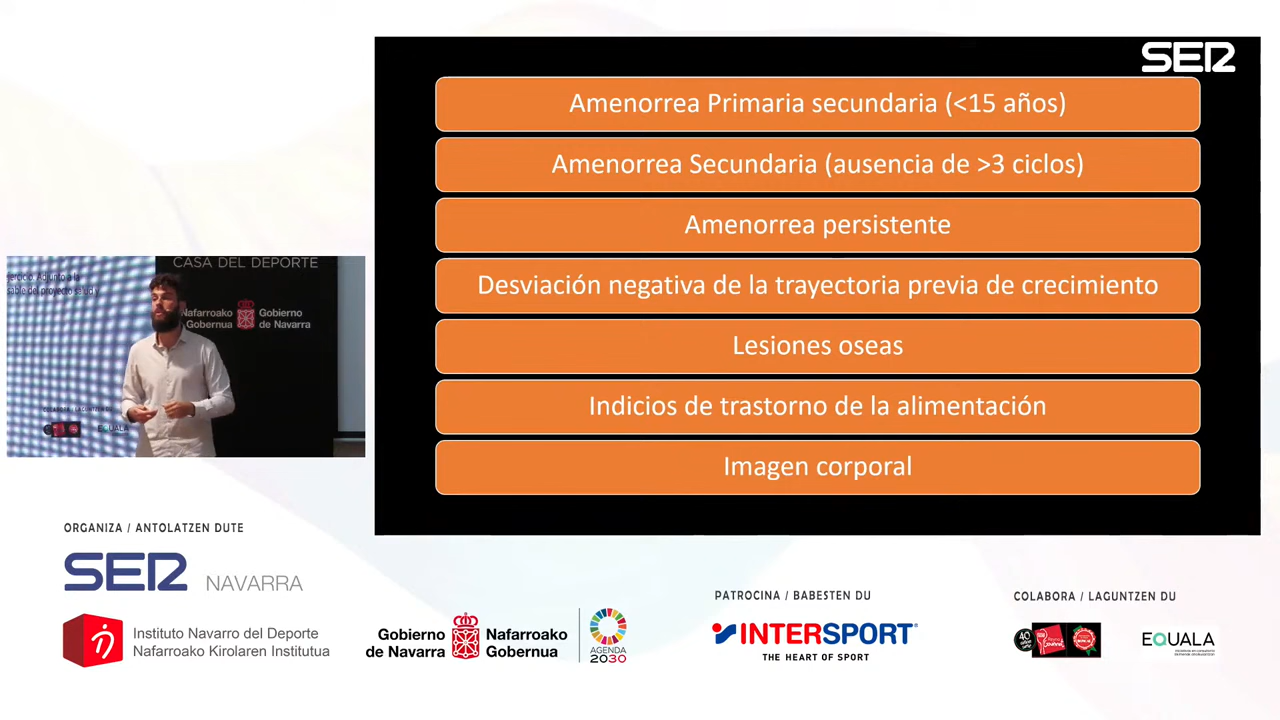 SER
Amenorrea Primaria secundaria (<15 años)
Amenorrea Secundaria (ausencia de >3 ciclos)
Amenorrea persistente
Desviación negativa de la trayectoria previa de crecimiento
Lesiones oseas
Indicios de trastorno de la alimentación
Imagen corporal
CASA DEL DEPORTE
Nafarroako
Gobernua
Gobierno
de Navarra
EQUALA
ORGANIZA / ANTOLATZEN DUTE
SER NAVARRA
Instituto Navarro del Deporte
Nafarroako Kirolaren Institutua
Gobierno
de Navarra
Nafarroako
Gobernua
AGENDA
2030
PATROCINA / BABESTEN DU
INTERSPORT
THE HEART OF SPORT
COLABORA / LAGUNTZEN DU
40
EQUALA